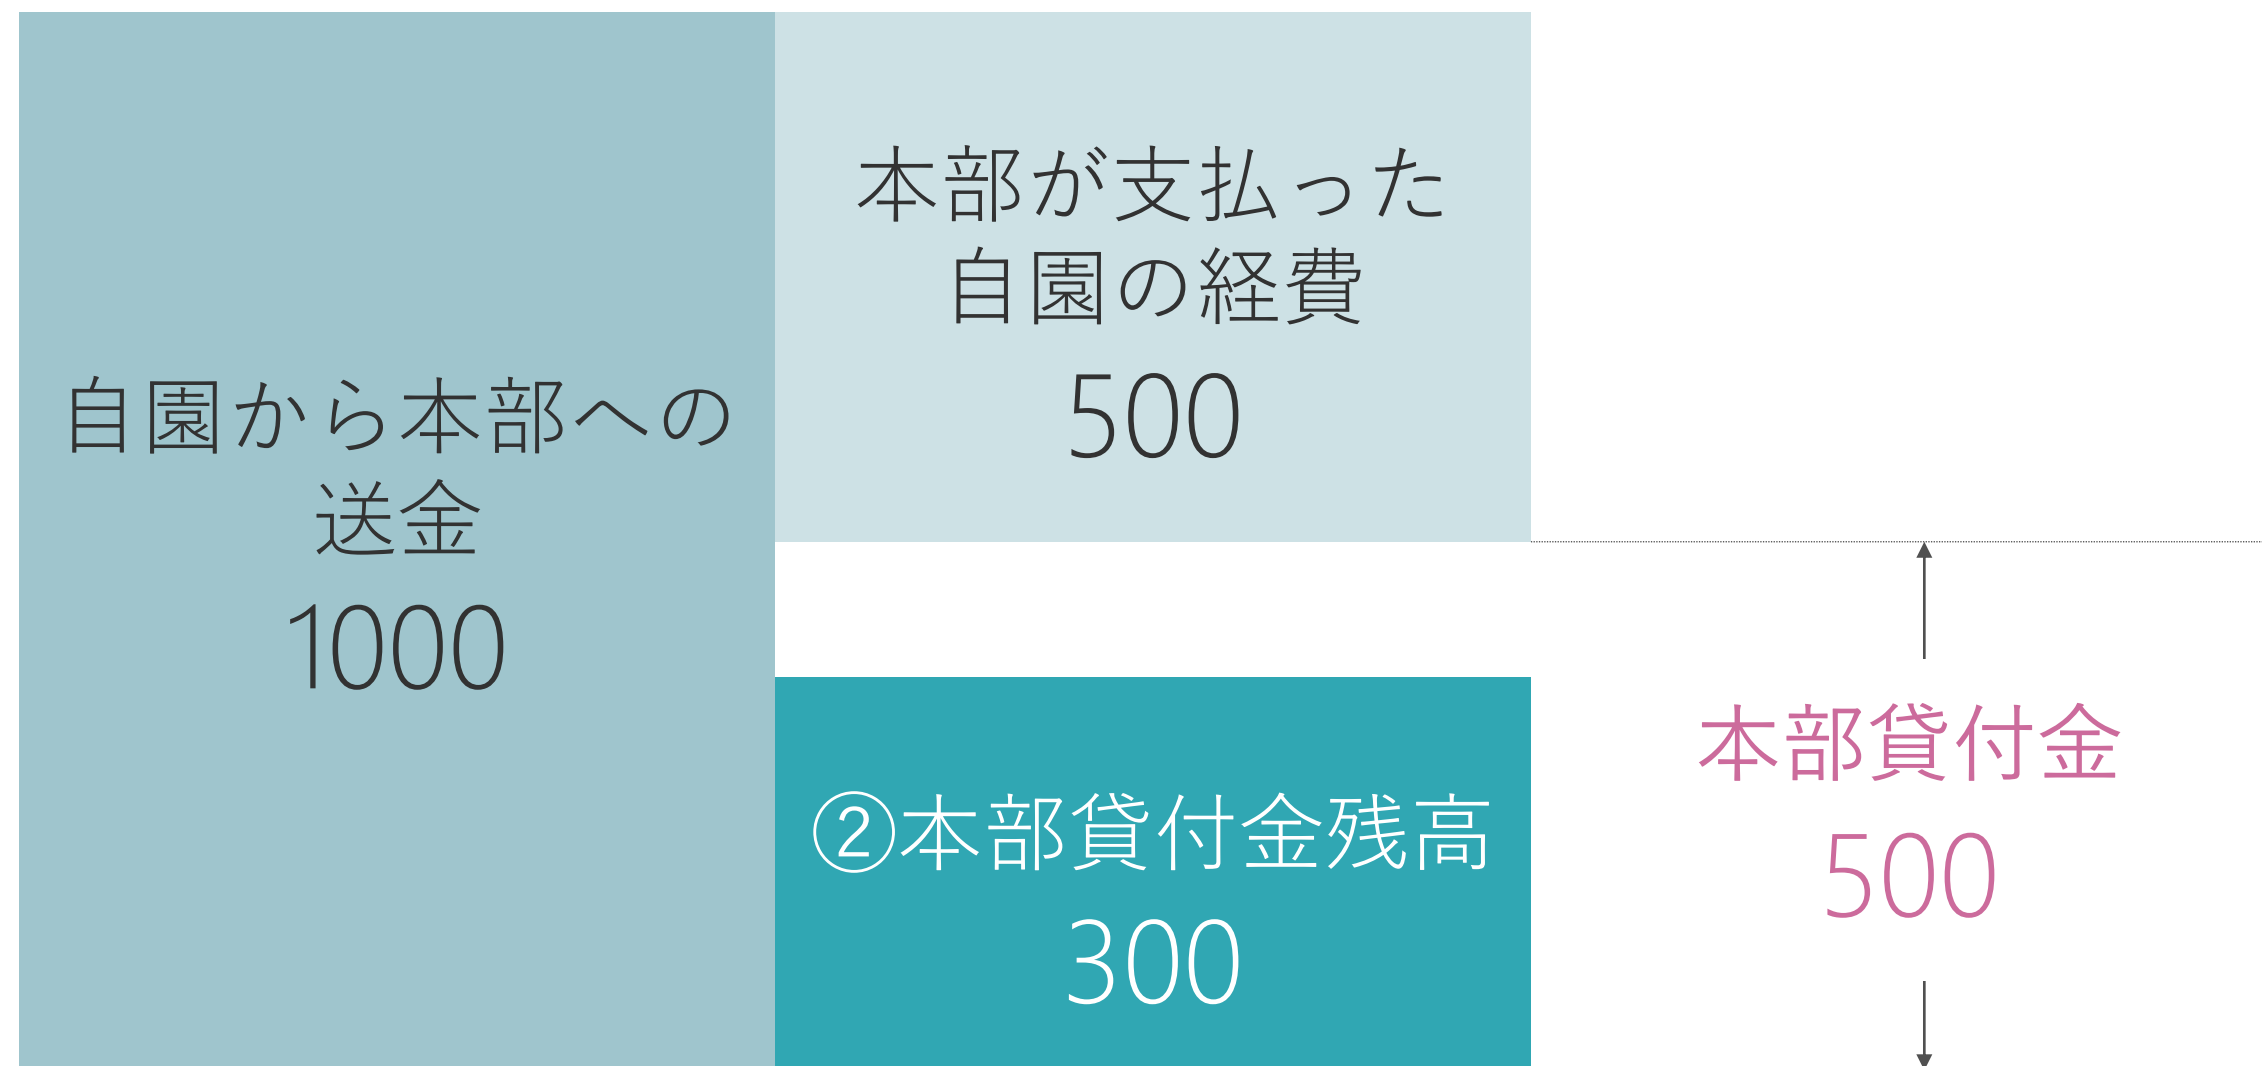 自園から本部への
送金
1000
本部が支払った
自園の経費
500
②本部貸付金残高
300
本部貸付金
500